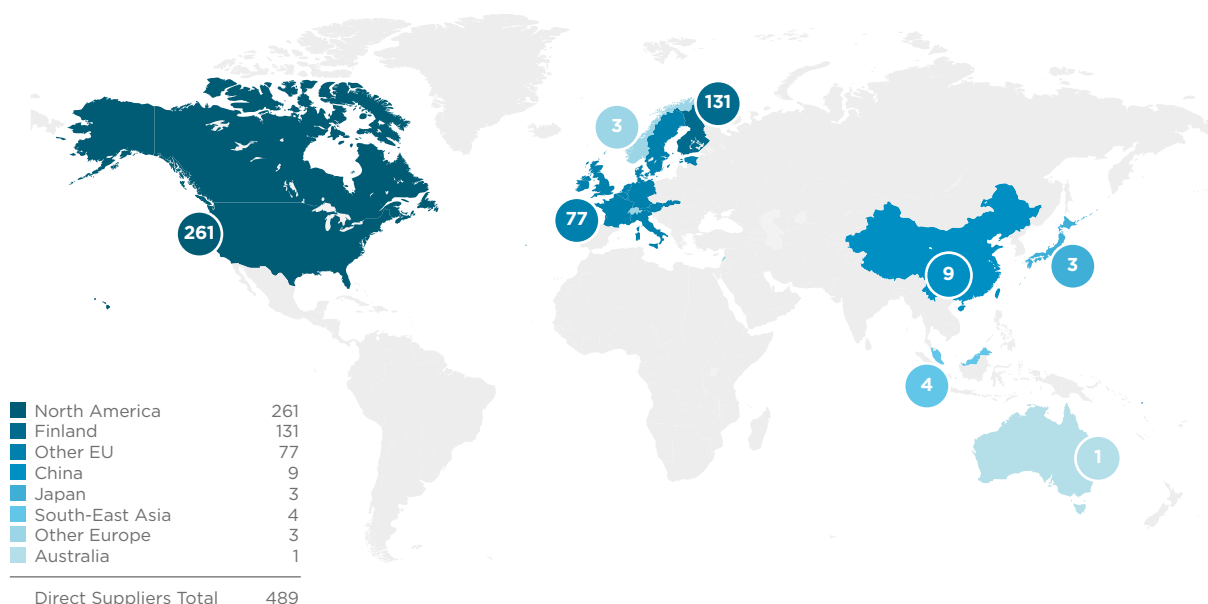 131
3
77
261
9
3
4
1
North America 261
Finland 131
Other EU 77
China 9
Japan 3
South-East Asia 4
Other Europe 3
Australia 1
Direct Suppliers Total 489